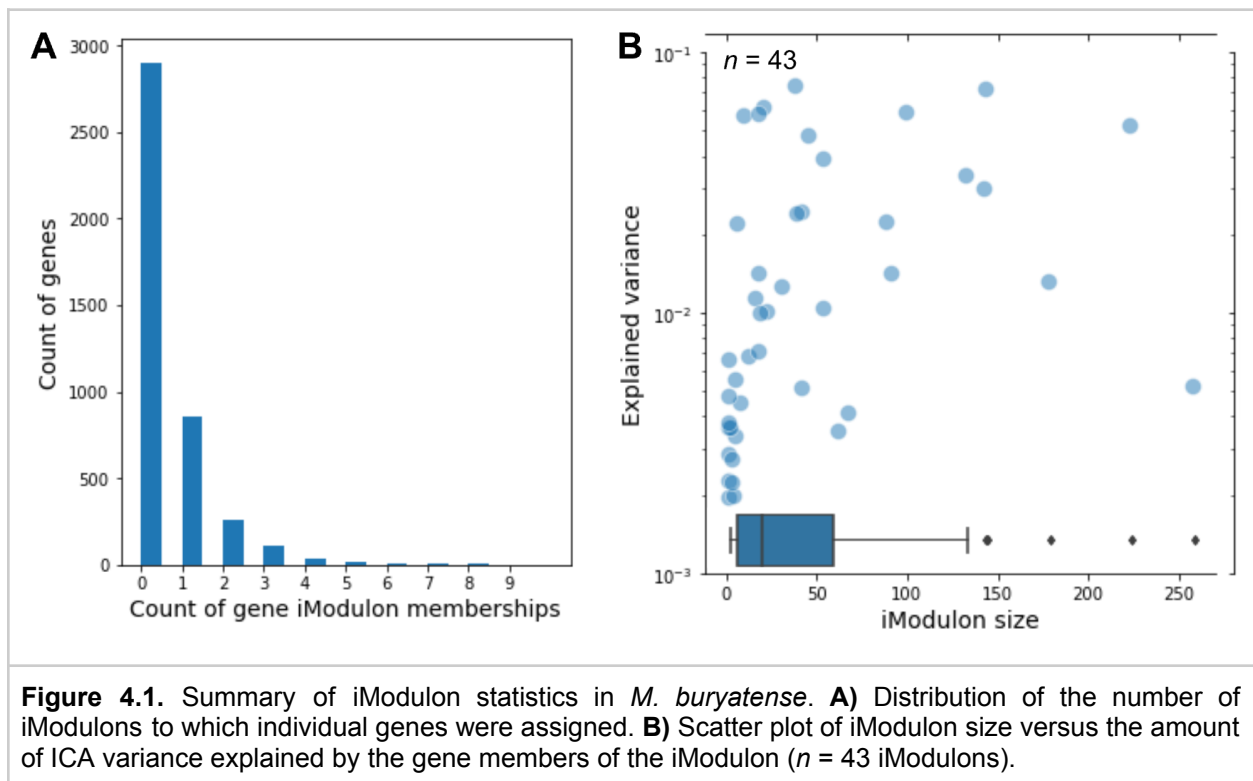 A
3000
2500
2000
1500
1000
500
0
Count of genes
0 1 2 3 4 5 6 7 8 9
Count of gene iModulon memberships
B
n = 43
10⁻¹
10⁻²
10⁻³
Explained variance
0 50 100 150 200 250
iModulon size
Figure 4.1. Summary of iModulon statistics in M. buryatense. A) Distribution of the number of
iModulons to which individual genes were assigned. B) Scatter plot of iModulon size versus the amount
of ICA variance explained by the gene members of the iModulon (n = 43 iModulons).